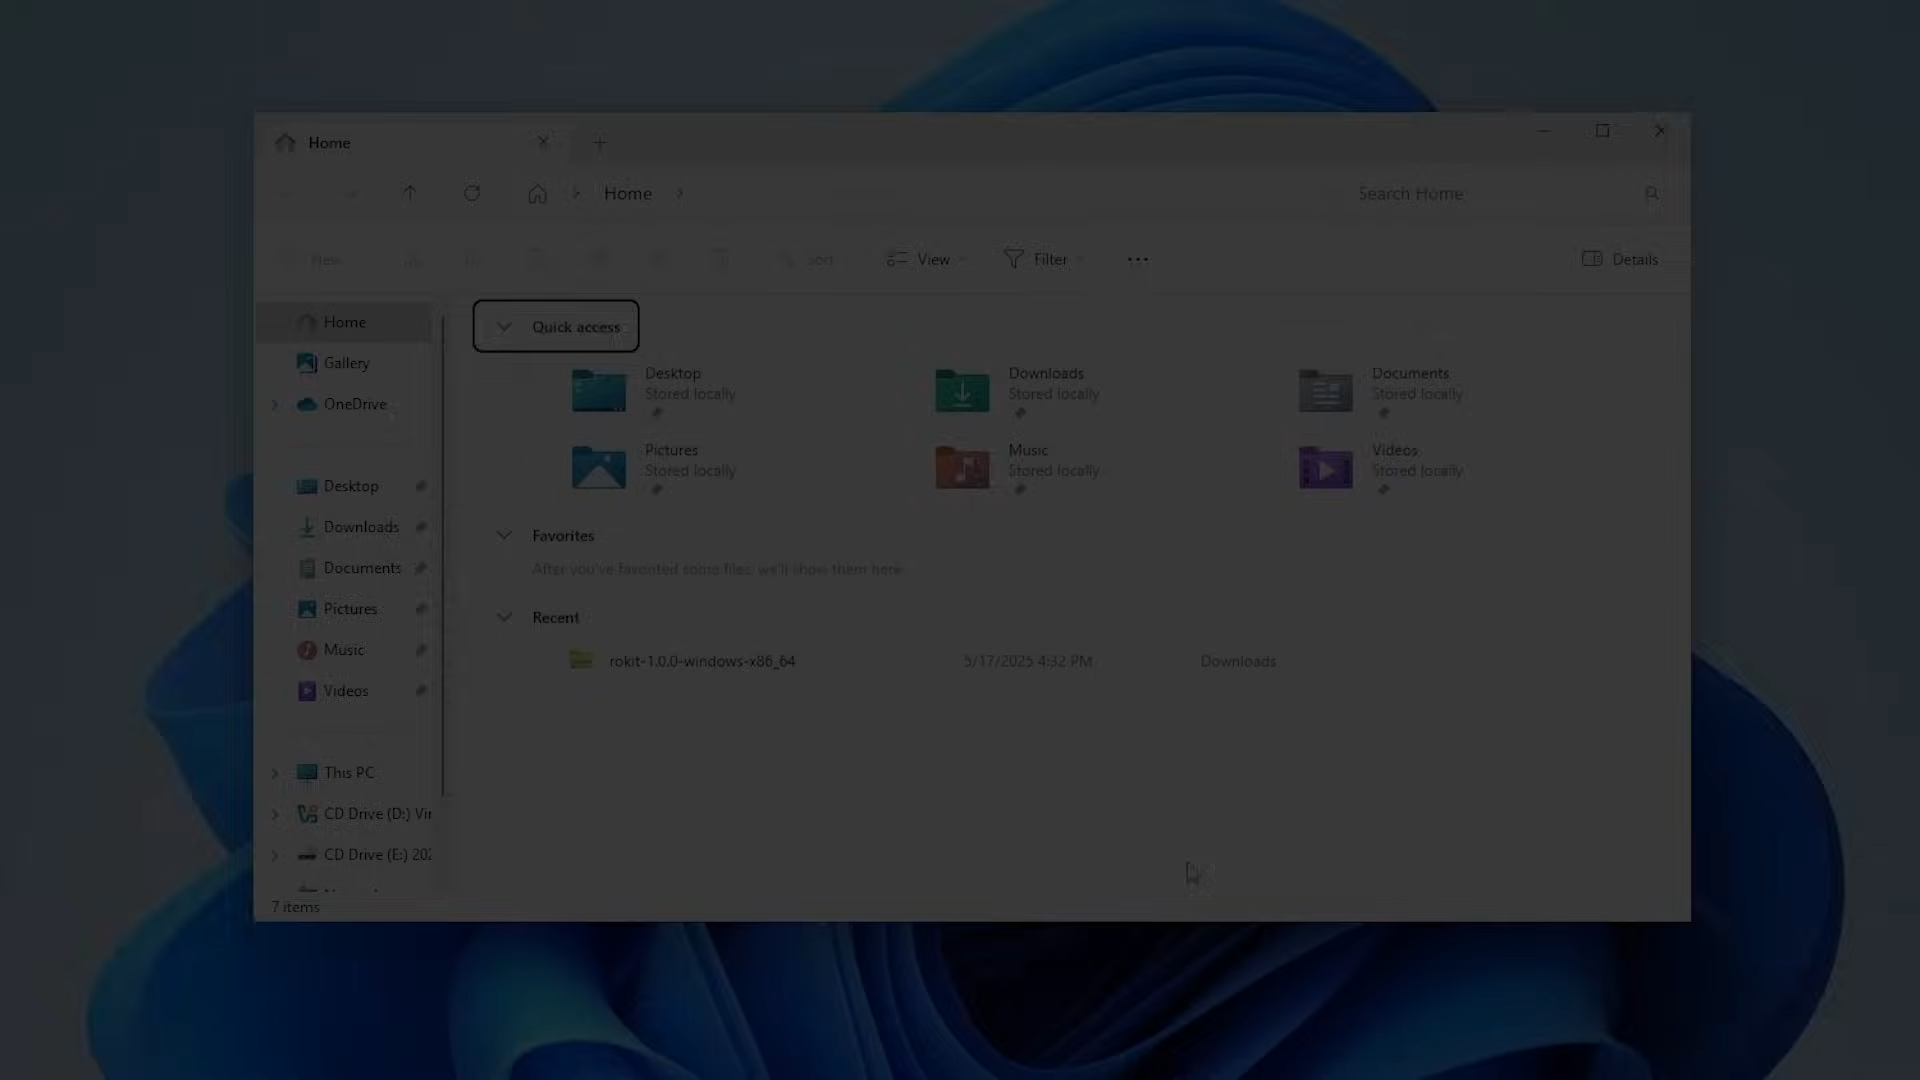 Home
Home
Search Home
New
Sort
View
Filter
Details
Home
Gallery
OneDrive
Desktop
Downloads
Documents
Pictures
Music
Videos
This PC
CD Drive (D:) Vir
CD Drive (E:) 202
Quick access
Desktop
Stored locally
Downloads
Stored locally
Documents
Stored locally
Pictures
Stored locally
Music
Stored locally
Videos
Stored locally
Favorites
After you've favorited some files, we'll show them here.
Recent
rokit-1.0.0-windows-x86_64 5/17/2025 4:32 PM Downloads
7 items